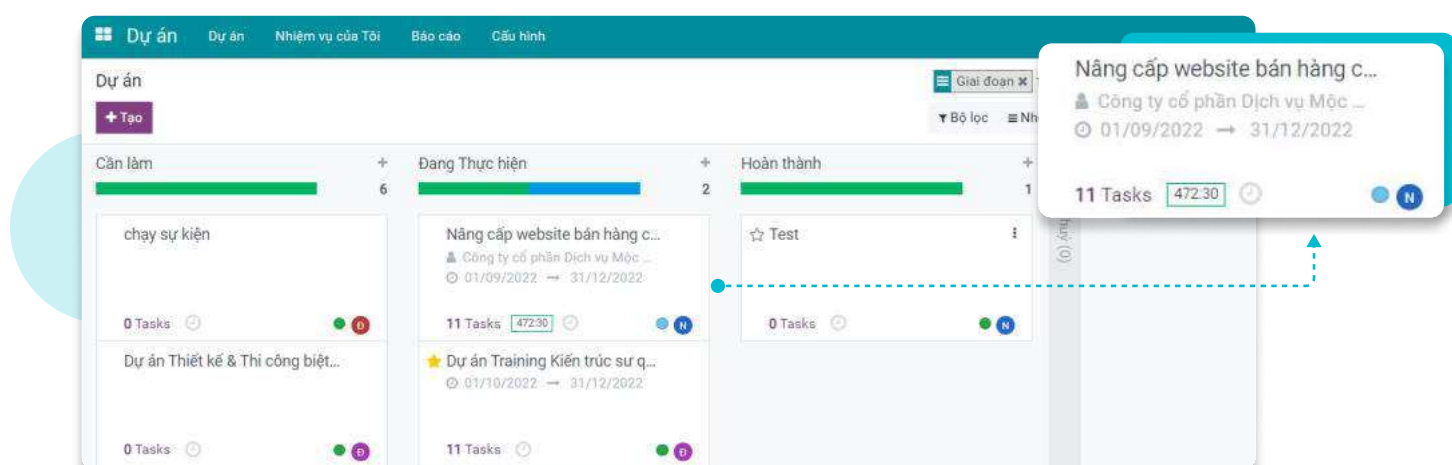 Dự án Dự án Nhiệm vụ của Tôi Báo cáo Cấu hình
Dự án
Giai đoạn ×
+ Tạo
Bộ lọc
Cần làm +
6
Đang Thực hiện +
2
Hoàn thành +
1
chạy sự kiện
0 Tasks
Đ
Dự án Thiết kế & Thi công biệt...
0 Tasks
Đ
Nâng cấp website bán hàng c...
Công ty cổ phần Dịch vụ Mộc ...
01/09/2022 → 31/12/2022
11 Tasks 472:30
N
Dự án Training Kiến trúc sư q...
01/10/2022 → 31/12/2022
11 Tasks
Đ
Test
0 Tasks
N
(0)
Nâng cấp website bán hàng c...
Công ty cổ phần Dịch vụ Mộc ...
01/09/2022 → 31/12/2022
11 Tasks 472:30
N